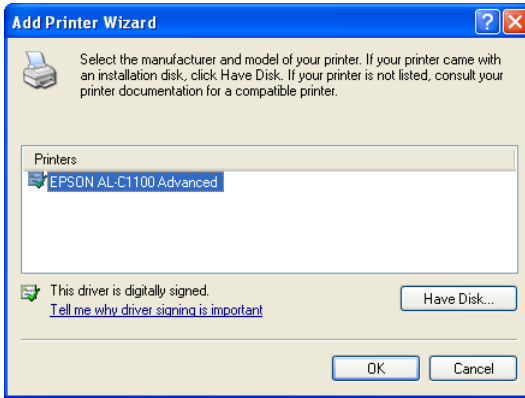 Add Printer Wizard
Select the manufacturer and model of your printer. If your printer came with
an installation disk, click Have Disk. If your printer is not listed, consult your
printer documentation for a compatible printer.
Printers
EPSON AL-C1100 Advanced
This driver is digitally signed.
Tell me why driver signing is important
Have Disk...
OK
Cancel